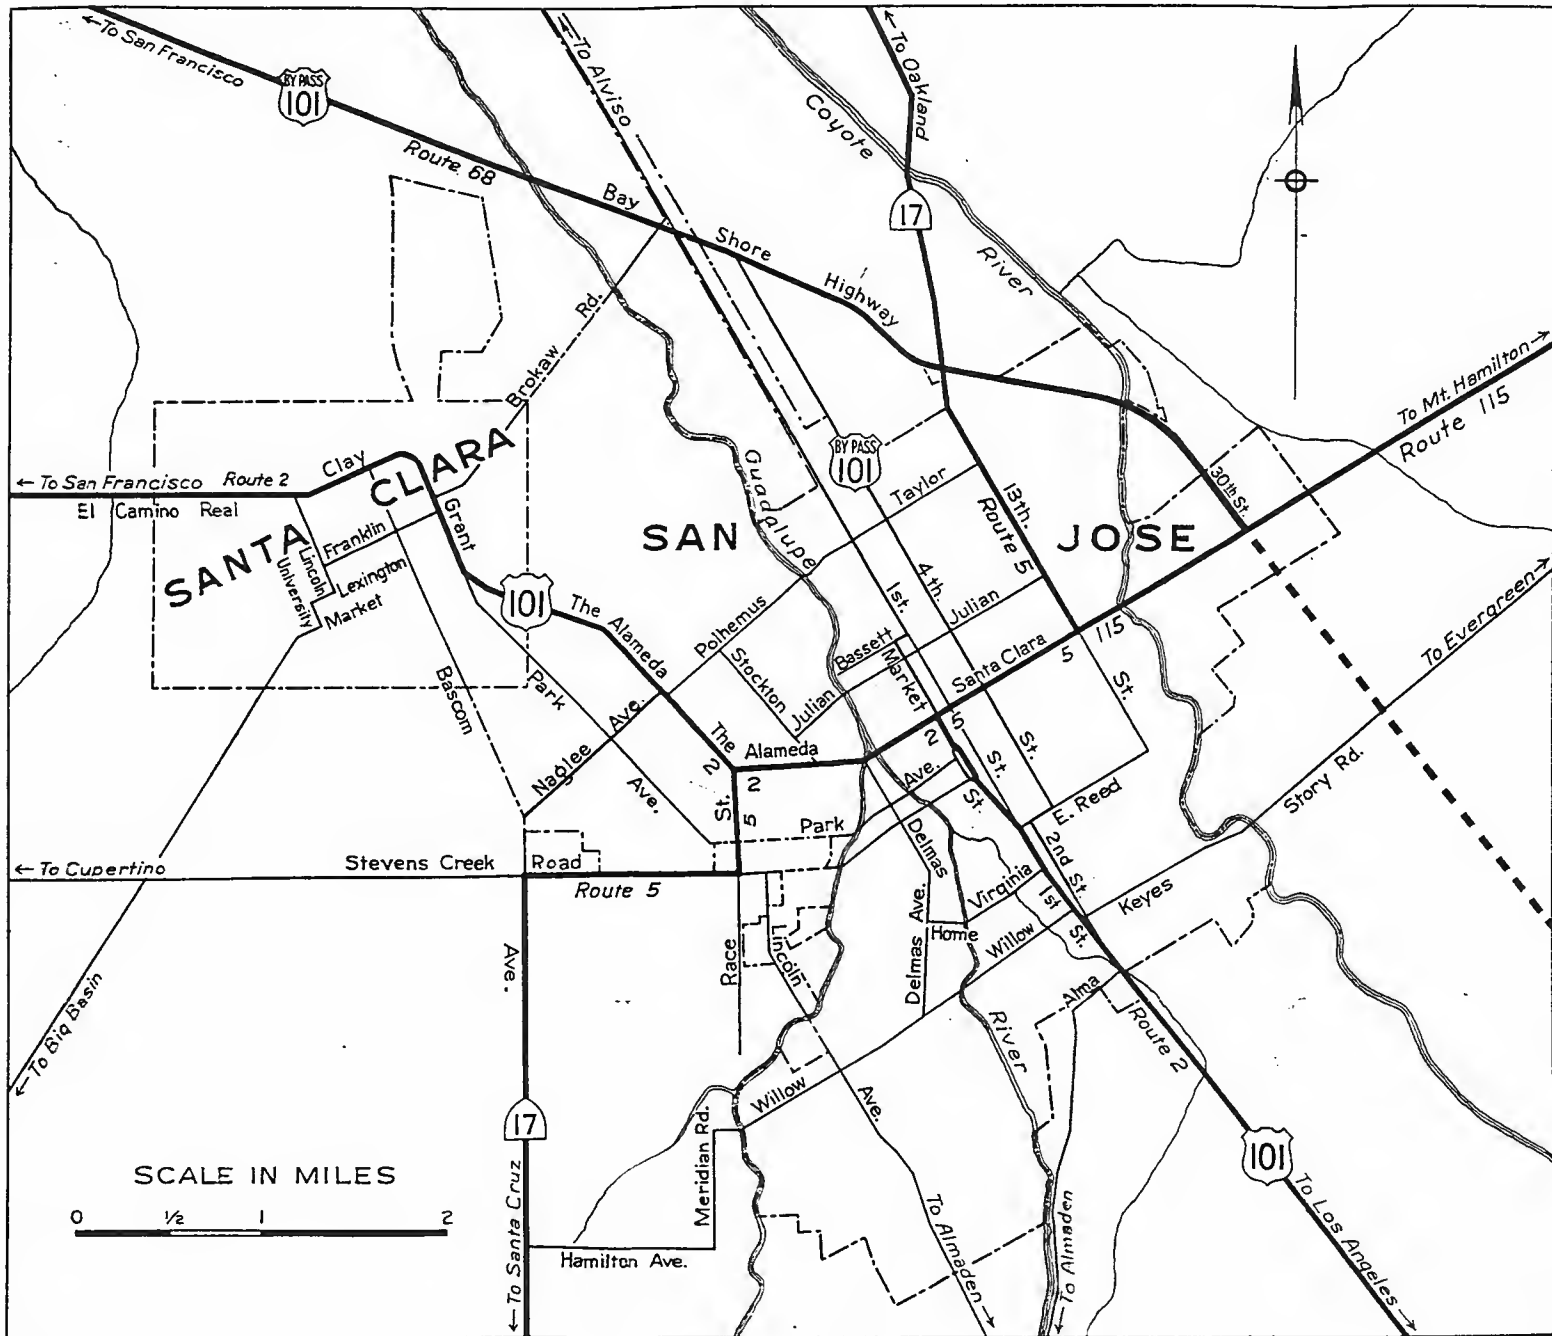 ←To San Francisco
BY PASS
101
Route 68
←To Alviso
Bay
Shore
Highway
Coyote
River
←To Oakland
17
Brokaw Rd.
To Mt. Hamilton→
Route 115
BY PASS
101
30th St.
←To San Francisco Route 2
El Camino Real
Clay
SANTA CLARA
Grant
Franklin
Lincoln
University
Lexington
Market
101
The Alameda
SAN JOSE
Guadalupe
Taylor
13th.
Route 5
4th.
1st.
Julian
Bassett
Market
Polhemus
Stockton
Julian
Santa Clara
5
115
St.
To Evergreen→
Story Rd.
Bascom
Park
Ave.
Naglee Ave.
The
Alameda
2
2
2
5
St.
5
St.
St.
Ave.
St.
E. Reed
Park
Delmas
2nd St.
Virginia
1st
St.
Keyes
←To Cupertino
Stevens Creek Road
Route 5
Ave.
Race
Lincoln
Delmas Ave.
Home
Willow
Alma
River
Route 2
←To Big Basin
Willow
Ave.
Meridian Rd.
17
101
SCALE IN MILES
0 1/2 1 2
←To Santa Cruz
Hamilton Ave.
To Almaden→
←To Almaden
To Los Angeles→